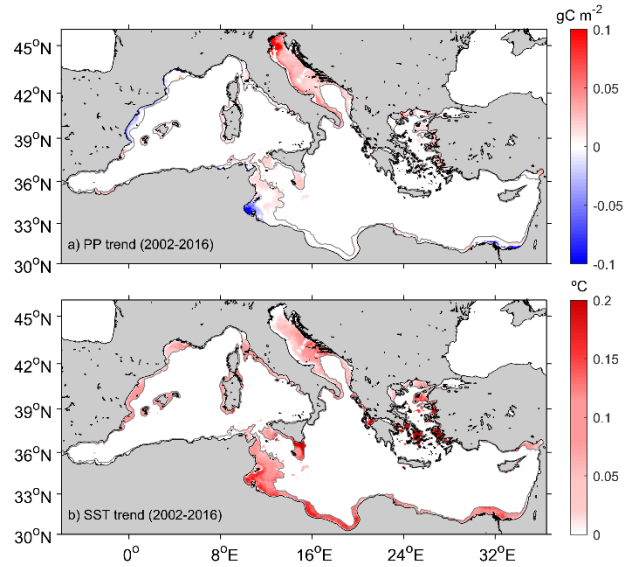 gC m⁻²
45°N
42°N
39°N
36°N
33°N
30°N
0.1
0.05
0
-0.05
-0.1
a) PP trend (2002-2016)
ºC
45°N
42°N
39°N
36°N
33°N
30°N
0.2
0.15
0.1
0.05
0
b) SST trend (2002-2016)
0°
8°E
16°E
24°E
32°E